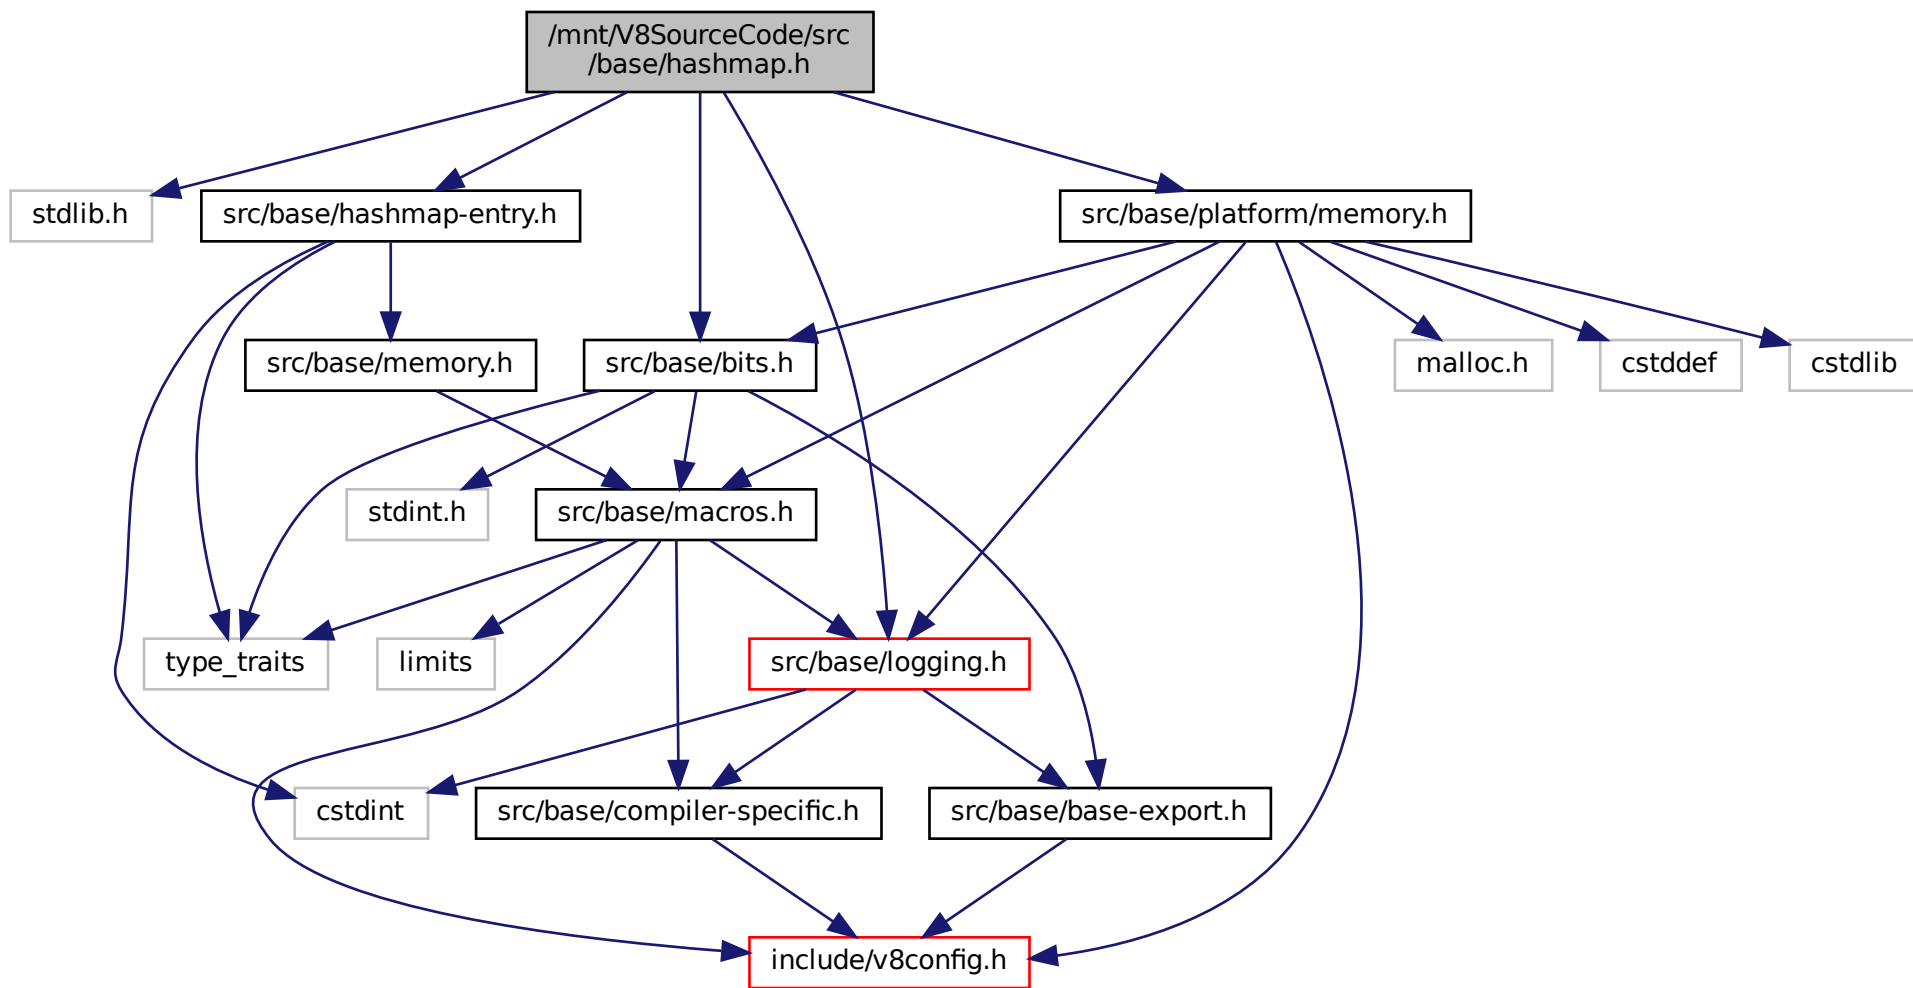 /mnt/V8SourceCode/src
/base/hashmap.h
stdlib.h
src/base/hashmap-entry.h
src/base/platform/memory.h
src/base/memory.h
src/base/bits.h
malloc.h
cstddef
cstdlib
stdint.h
src/base/macros.h
type_traits
limits
src/base/logging.h
cstdint
src/base/compiler-specific.h
src/base/base-export.h
include/v8config.h